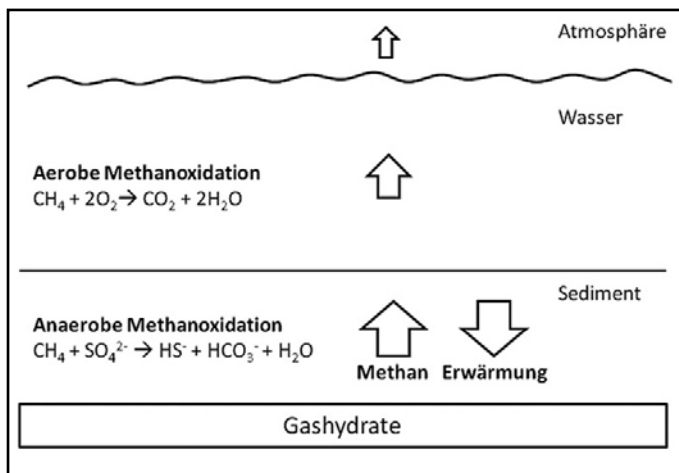 Atmosphäre
Wasser
Aerobe Methanoxidation
CH₄ + 2O₂→ CO₂ + 2H₂O
Sediment
Anaerobe Methanoxidation
CH₄ + SO₄²⁻ → HS⁻ + HCO₃⁻ + H₂O
Methan Erwärmung
Gashydrate